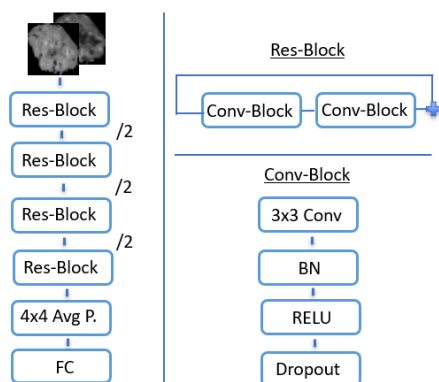 Res-Block
/2
Res-Block
/2
Res-Block
/2
Res-Block
4x4 Avg P.
FC
Res-Block
Conv-Block
Conv-Block
Conv-Block
3x3 Conv
BN
RELU
Dropout